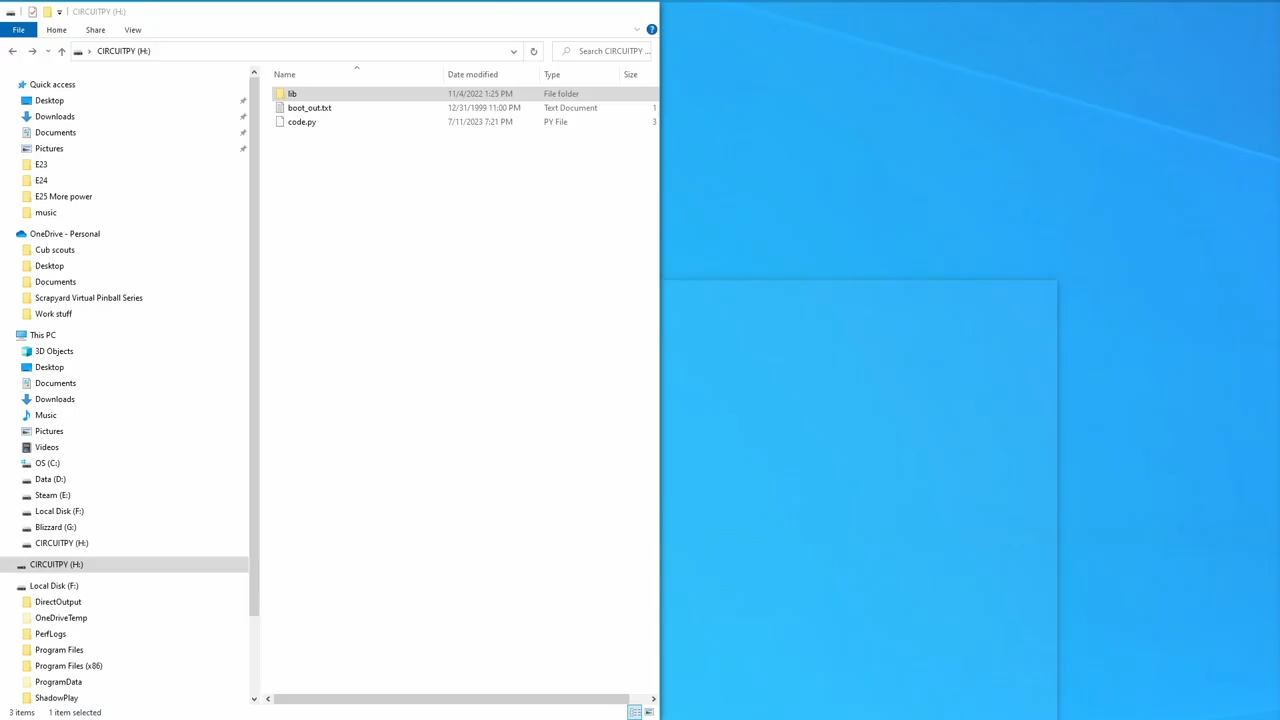 CIRCUITPY (H:)
File Home Share View
CIRCUITPY (H:)
Search CIRCUITPY ...
Name Date modified Type Size
lib 11/4/2022 1:25 PM File folder
boot_out.txt 12/31/1999 11:00 PM Text Document 1
code.py 7/11/2023 7:21 PM PY File 3
Quick access
Desktop
Downloads
Documents
Pictures
E23
E24
E25 More power
music
OneDrive - Personal
Cub scouts
Desktop
Documents
Scrapyard Virtual Pinball Series
Work stuff
This PC
3D Objects
Desktop
Documents
Downloads
Music
Pictures
Videos
OS (C:)
Data (D:)
Steam (E:)
Local Disk (F:)
Blizzard (G:)
CIRCUITPY (H:)
CIRCUITPY (H:)
Local Disk (F:)
DirectOutput
OneDriveTemp
PerfLogs
Program Files
Program Files (x86)
ProgramData
ShadowPlay
3 items 1 item selected